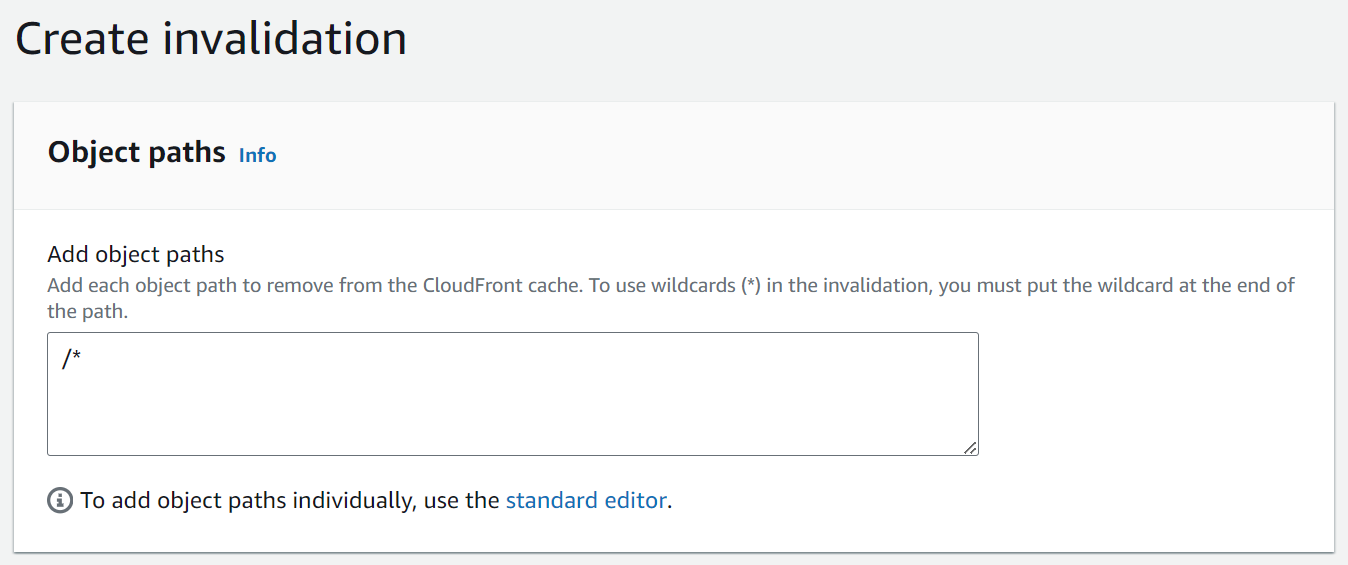 Create invalidation
Object paths Info
Add object paths
Add each object path to remove from the CloudFront cache. To use wildcards (*) in the invalidation, you must put the wildcard at the end of
the path.
/*
To add object paths individually, use the standard editor.